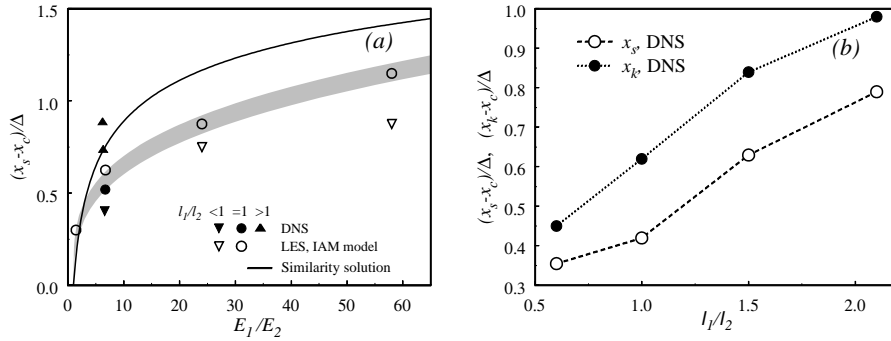 (a)
1.5
1.0
0.5
0.0
(x_s-x_c)/Δ
l_1/l_2 <1 =1 >1
DNS
LES, IAM model
Similarity solution
0 10 20 30 40 50 60
E_1/E_2
(b)
x_s, DNS
x_k, DNS
1.0
0.9
0.8
0.7
0.6
0.5
0.4
0.3
(x_s-x_c)/Δ, (x_k-x_c)/Δ
0.5 1.0 1.5 2.0
l_1/l_2